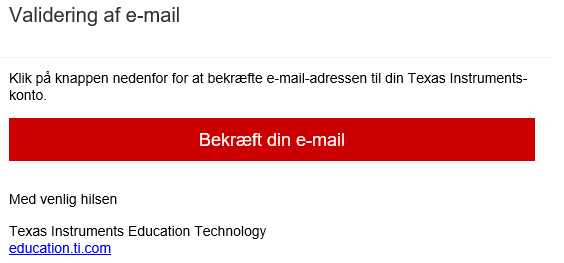 Validering af e-mail
Klik på knappen nedenfor for at bekræfte e-mail-adressen til din Texas Instruments-
konto.
Bekræft din e-mail
Med venlig hilsen
Texas Instruments Education Technology
education.ti.com